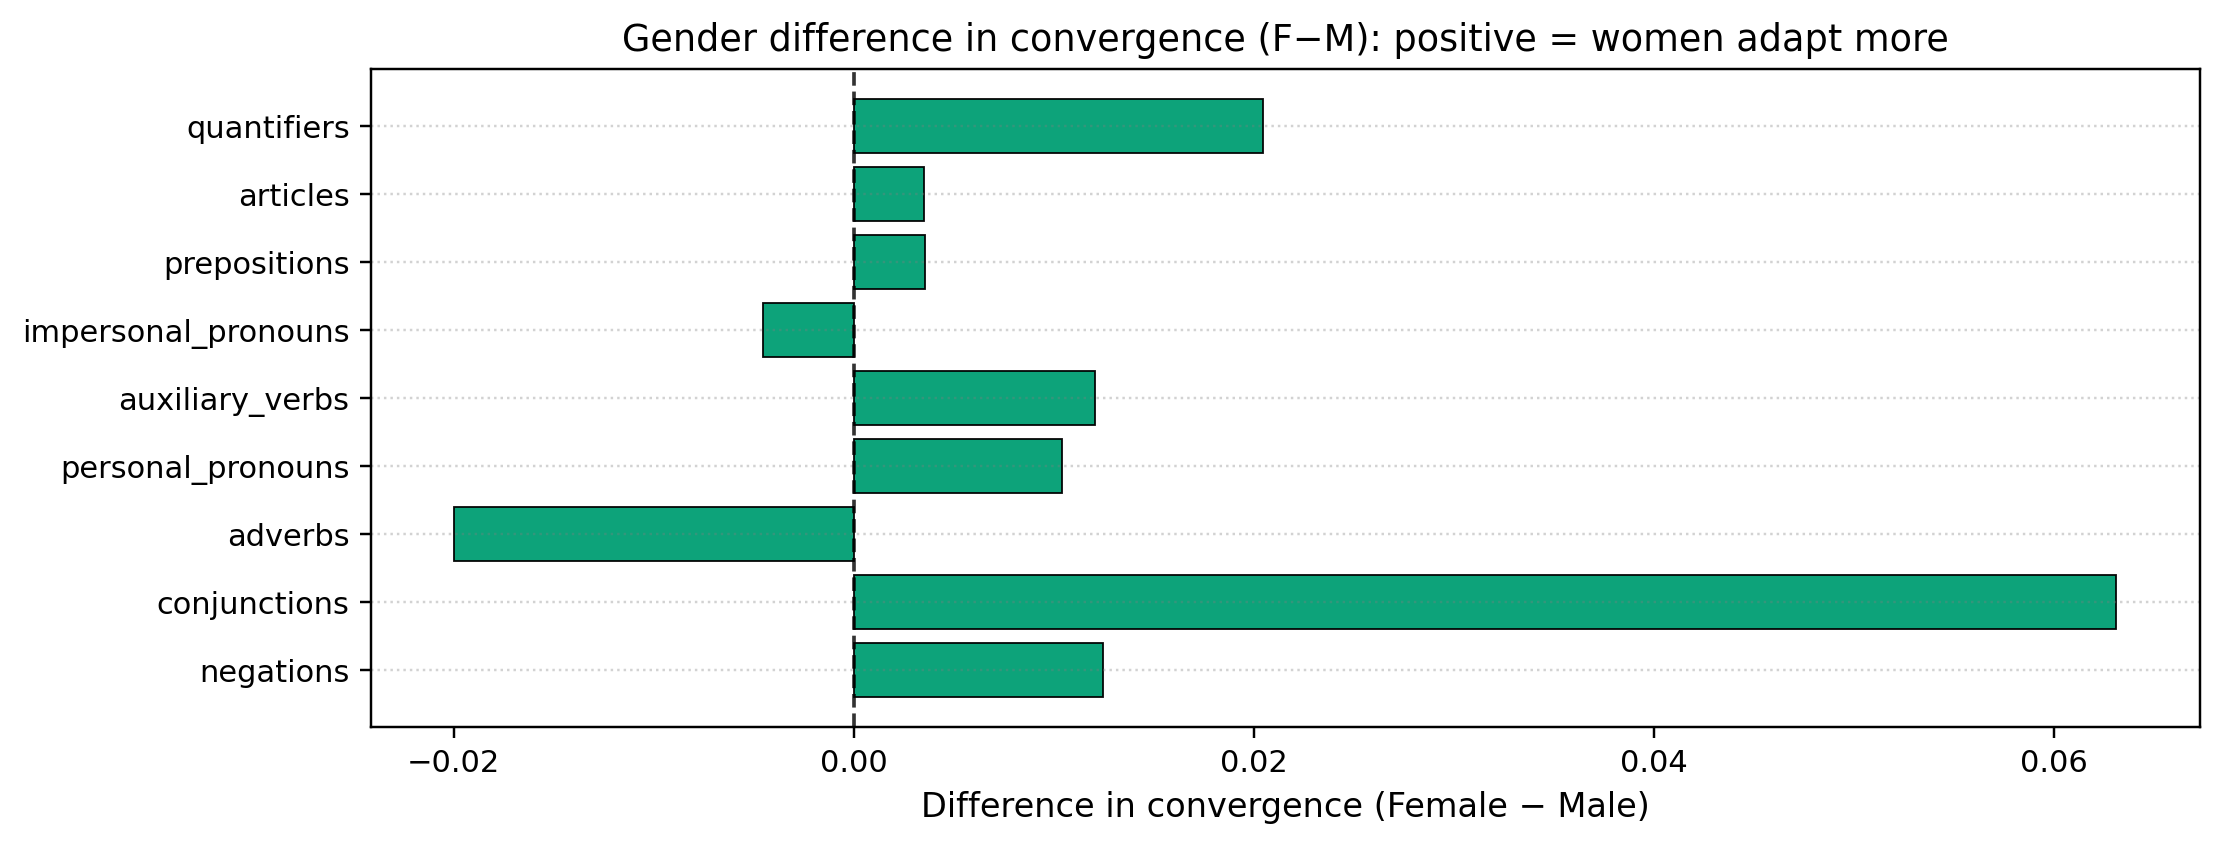 Gender difference in convergence (F−M): positive = women adapt more
quantifiers
articles
prepositions
impersonal_pronouns
auxiliary_verbs
personal_pronouns
adverbs
conjunctions
negations
−0.02 0.00 0.02 0.04 0.06
Difference in convergence (Female − Male)